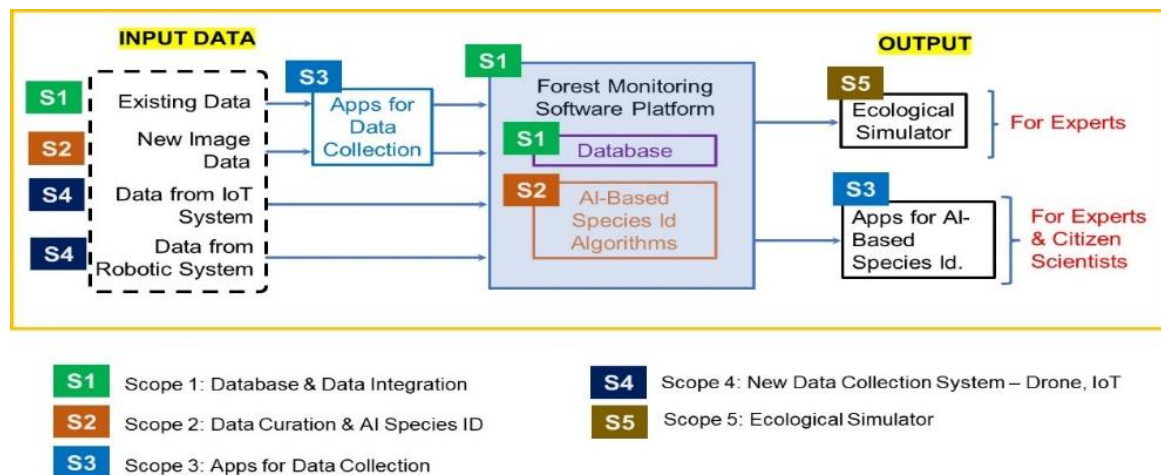 INPUT DATA
OUTPUT
S1
Existing Data
S2
New Image
Data
S4
Data from IoT
System
S4
Data from
Robotic System
S3
Apps for
Data
Collection
S1
Forest Monitoring
Software Platform
S1
Database
S2
AI-Based
Species Id
Algorithms
S5
Ecological
Simulator
For Experts
S3
Apps for AI-
Based
Species Id.
For Experts
& Citizen
Scientists
S1 Scope 1: Database & Data Integration
S2 Scope 2: Data Curation & AI Species ID
S3 Scope 3: Apps for Data Collection
S4 Scope 4: New Data Collection System – Drone, IoT
S5 Scope 5: Ecological Simulator